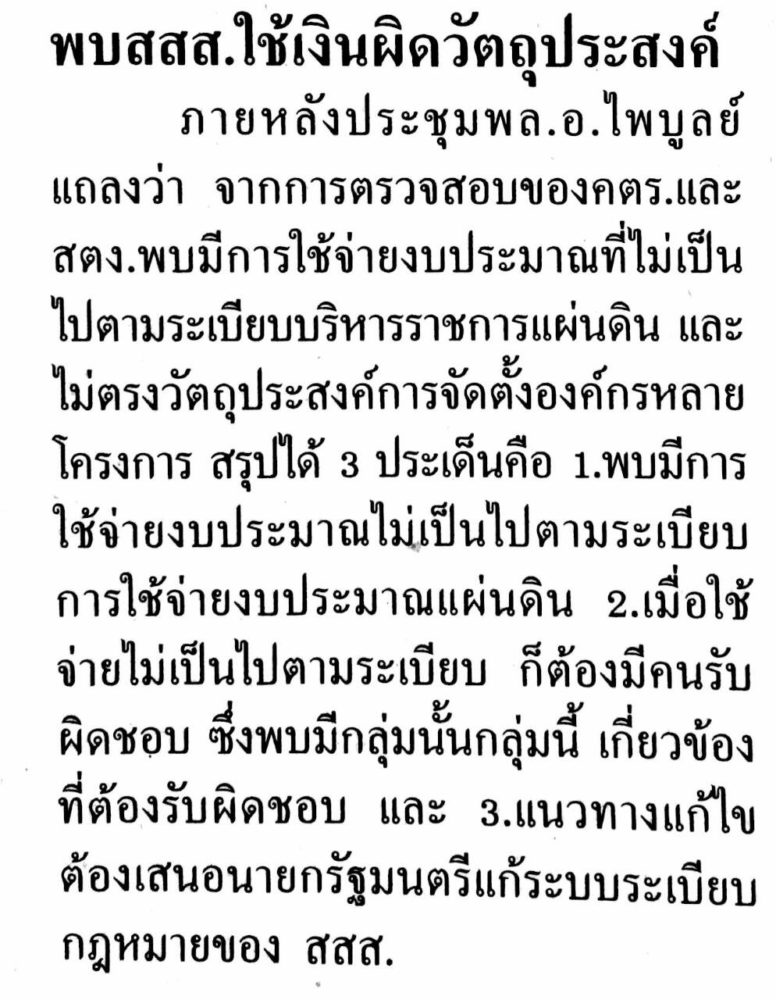 พบสสส.ใช้เงินผิดวัตถุประสงค์
ภายหลังประชุมพล.อ.ไพบูลย์
แถลงว่า จากการตรวจสอบของคตร.และ
สตง.พบมีการใช้จ่ายงบประมาณที่ไม่เป็น
ไปตามระเบียบบริหารราชการแผ่นดิน และ
ไม่ตรงวัตถุประสงค์การจัดตั้งองค์กรหลาย
โครงการ สรุปได้ 3 ประเด็นคือ 1.พบมีการ
ใช้จ่ายงบประมาณไม่เป็นไปตามระเบียบ
การใช้จ่ายงบประมาณแผ่นดิน 2.เมื่อใช้
จ่ายไม่เป็นไปตามระเบียบ ก็ต้องมีคนรับ
ผิดชอบ ซึ่งพบมีกลุ่มนั้นกลุ่มนี้ เกี่ยวข้อง
ที่ต้องรับผิดชอบ และ 3.แนวทางแก้ไข
ต้องเสนอนายกรัฐมนตรีแก้ระบบระเบียบ
กฎหมายของ สสส.